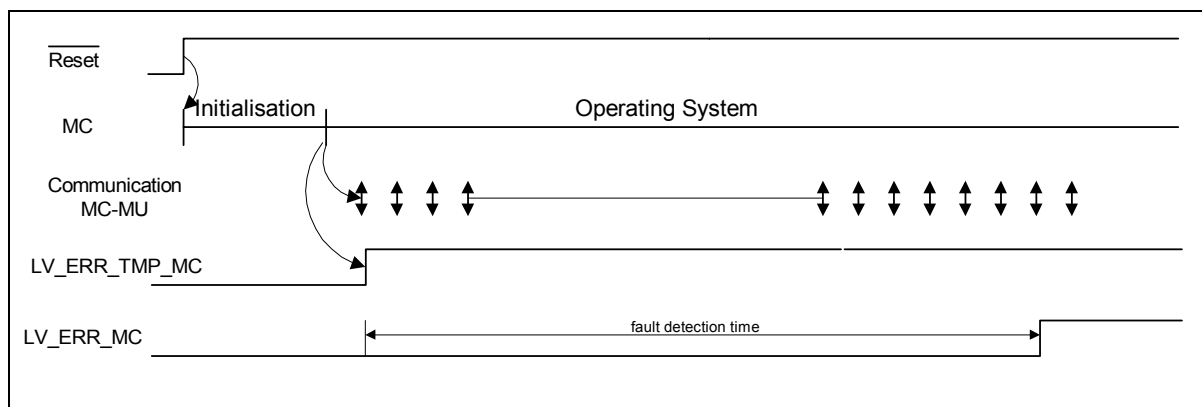 Reset
Initialisation
Operating System
MC
Communication
MC-MU
LV_ERR_TMP_MC
LV_ERR_MC
fault detection time